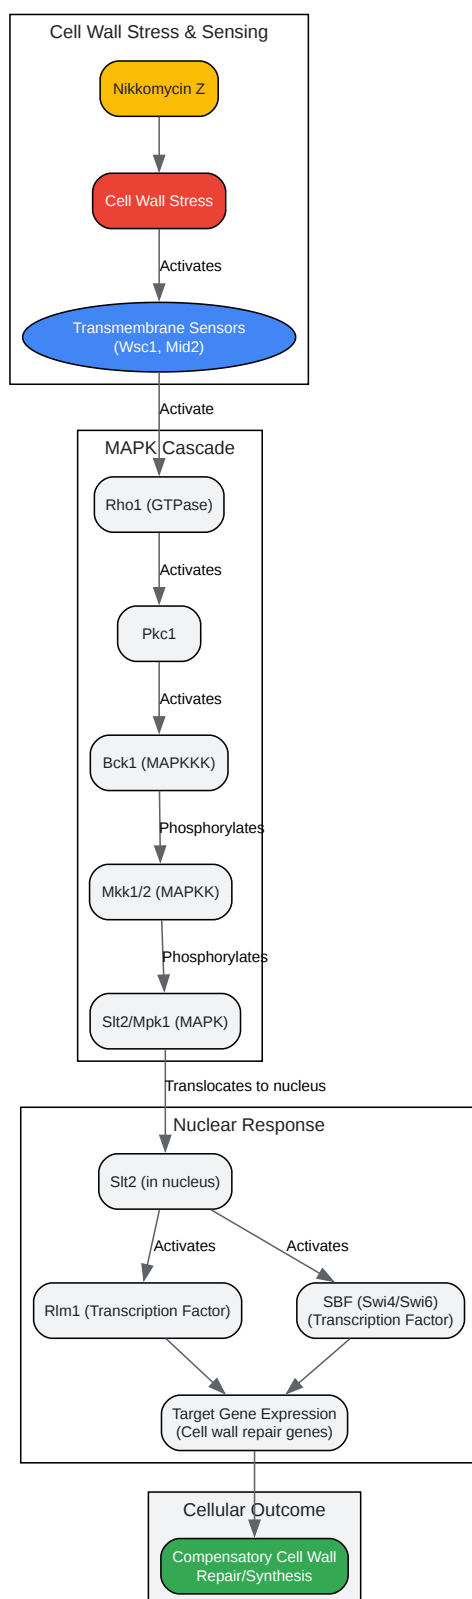 Cell Wall Stress & Sensing
Nikkomycin Z
Cell Wall Stress
Activates
Transmembrane Sensors
(Wsc1, Mid2)
Activate
MAPK Cascade
Rho1 (GTPase)
Activates
Pkc1
Activates
Bck1 (MAPKKK)
Phosphorylates
Mkk1/2 (MAPKK)
Phosphorylates
Slt2/Mpk1 (MAPK)
Translocates to nucleus
Nuclear Response
Slt2 (in nucleus)
Activates
Activates
Rlm1 (Transcription Factor)
SBF (Swi4/Swi6)
(Transcription Factor)
Target Gene Expression
(Cell wall repair genes)
Cellular Outcome
Compensatory Cell Wall
Repair/Synthesis